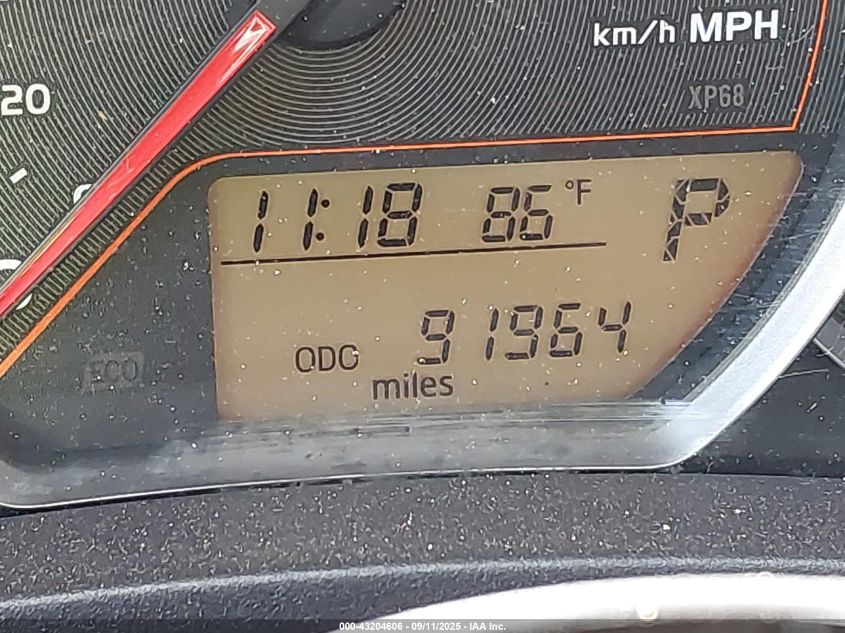 km/h MPH
20
XP68
11:18 86 °F P
ODO 91964
miles
ECO
000-43204606 - 09/11/2025 - IAA Inc.